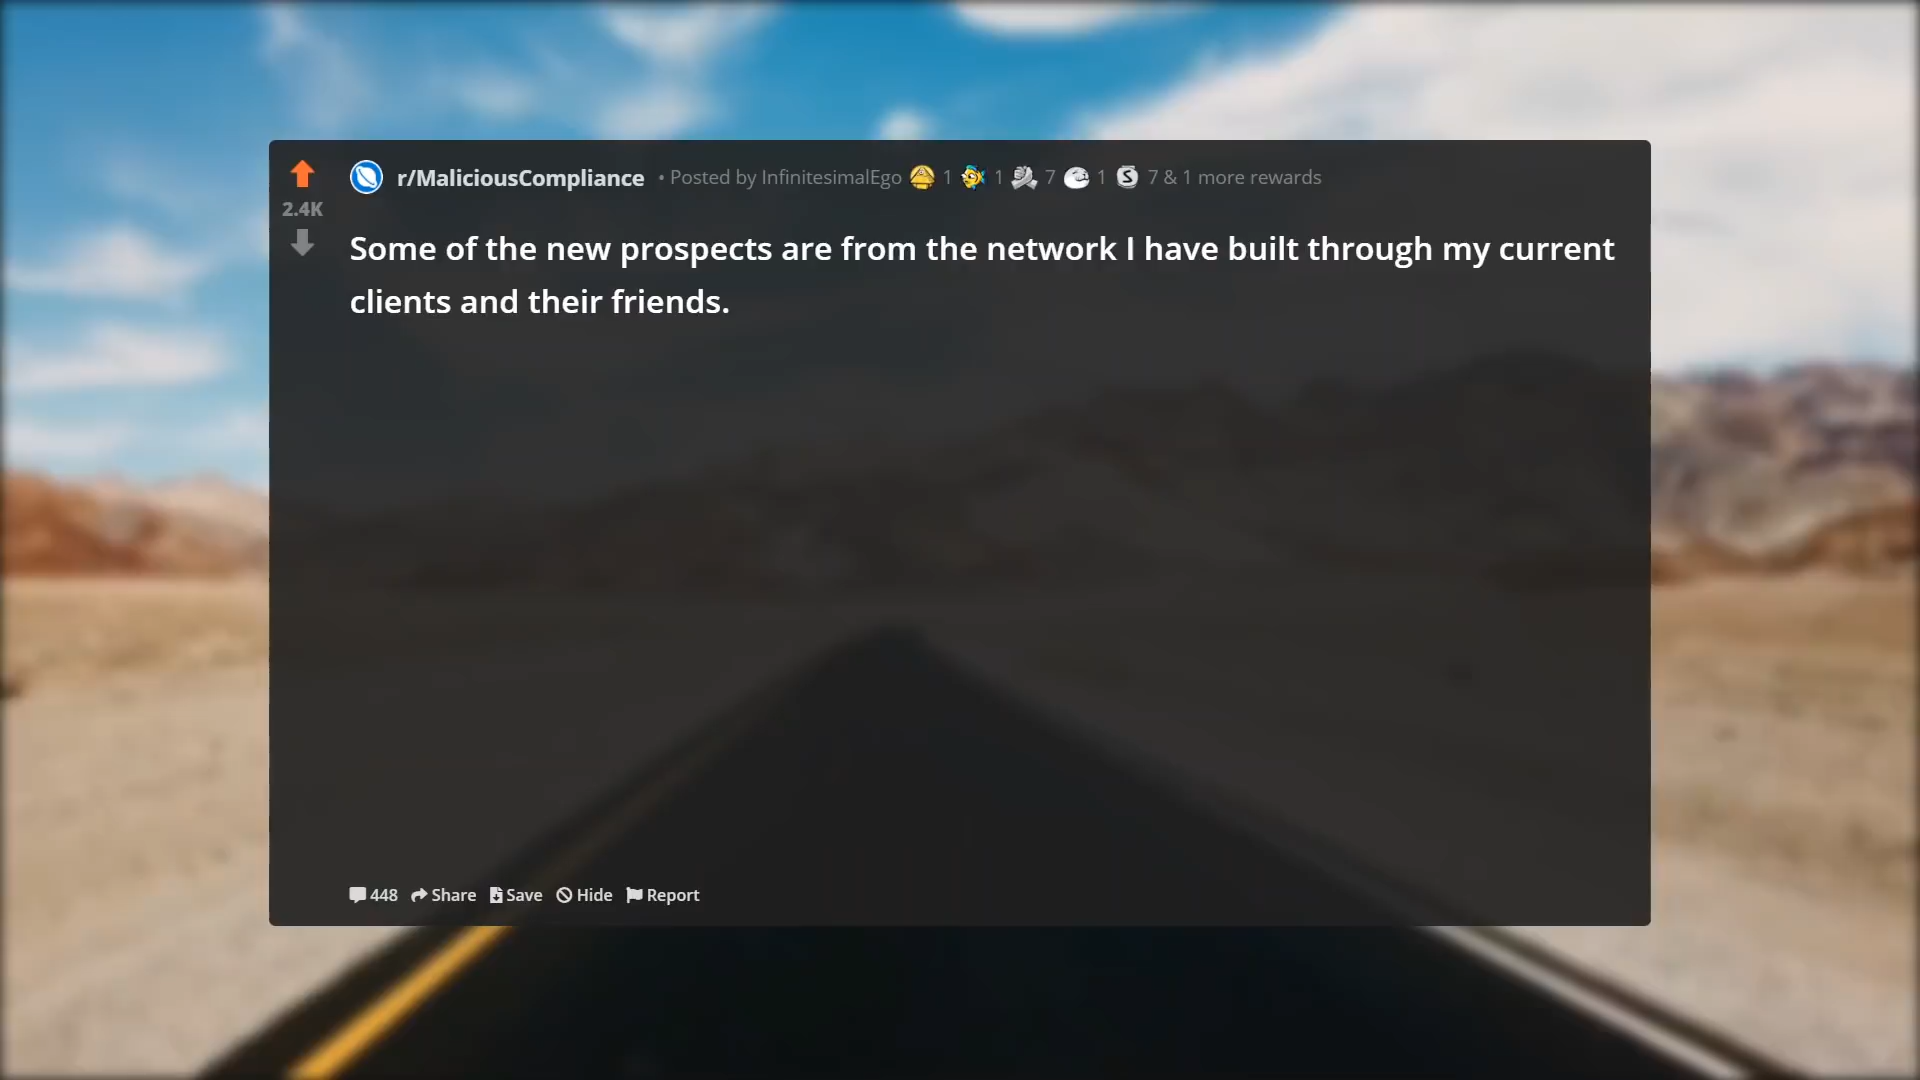 r/MaliciousCompliance • Posted by InfinitesimalEgo 1 1 7 1 7 & 1 more rewards
2.4K
Some of the new prospects are from the network I have built through my current
clients and their friends.
448 Share Save Hide Report